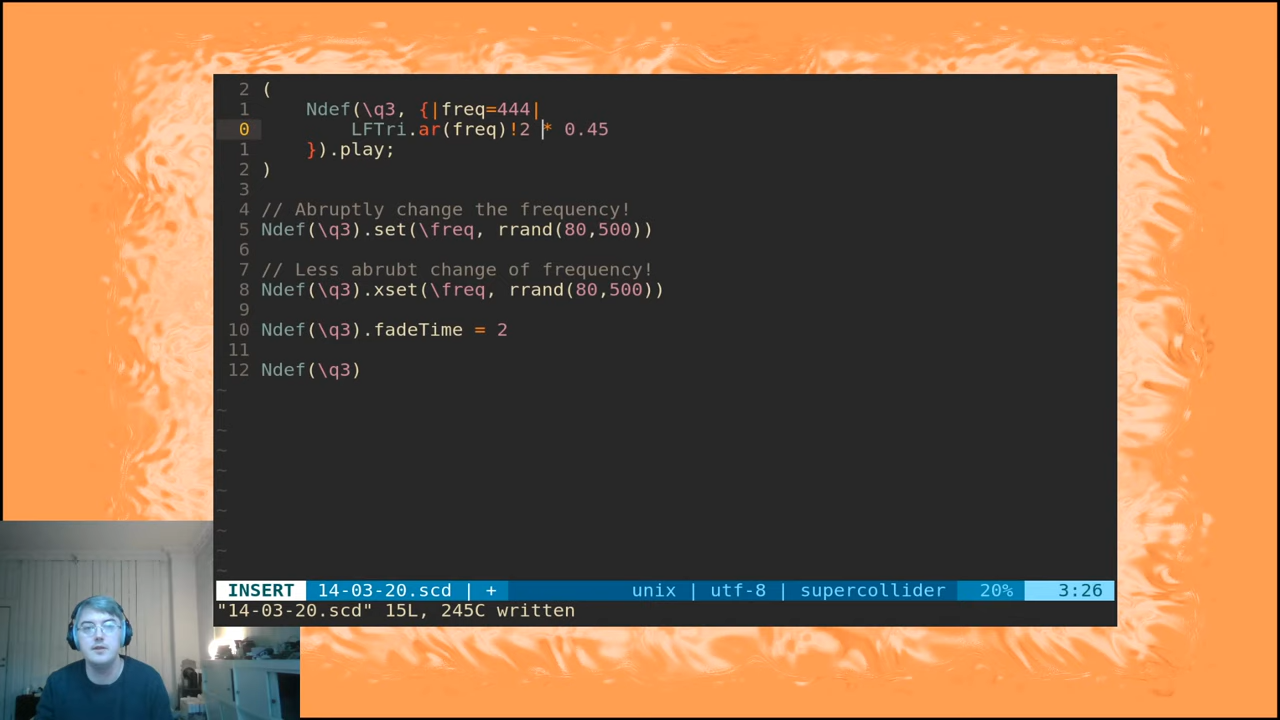 2 (
1     Ndef(\q3, {|freq=444|
0         LFTri.ar(freq)!2 * 0.45
1     }).play;
2 )
3
4 // Abruptly change the frequency!
5 Ndef(\q3).set(\freq, rrand(80,500))
6
7 // Less abrubt change of frequency!
8 Ndef(\q3).xset(\freq, rrand(80,500))
9
10 Ndef(\q3).fadeTime = 2
11
12 Ndef(\q3)
~
~
~
~
~
~
~
~
~
~
INSERT 14-03-20.scd | + unix | utf-8 | supercollider 20% 3:26
"14-03-20.scd" 15L, 245C written